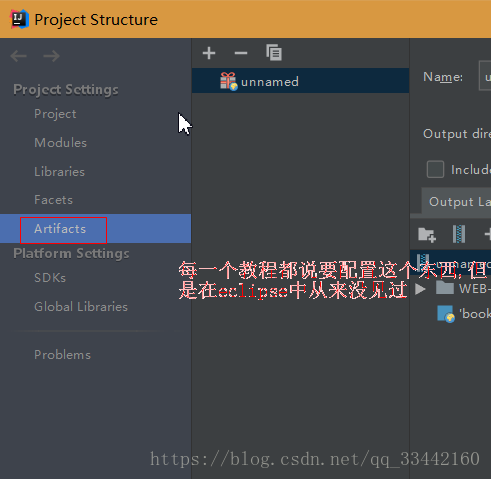 Project Structure
Project Settings
Project
Modules
Libraries
Facets
Artifacts
Platform Settings
SDKs
Global Libraries
Problems
unnamed
Name:
Output dire
Includ
Output La
WEB-
'book
每一个教程都说要配置这个东西，但
是在eclipse中从来没见过
https://blog.csdn.net/qq_33442160